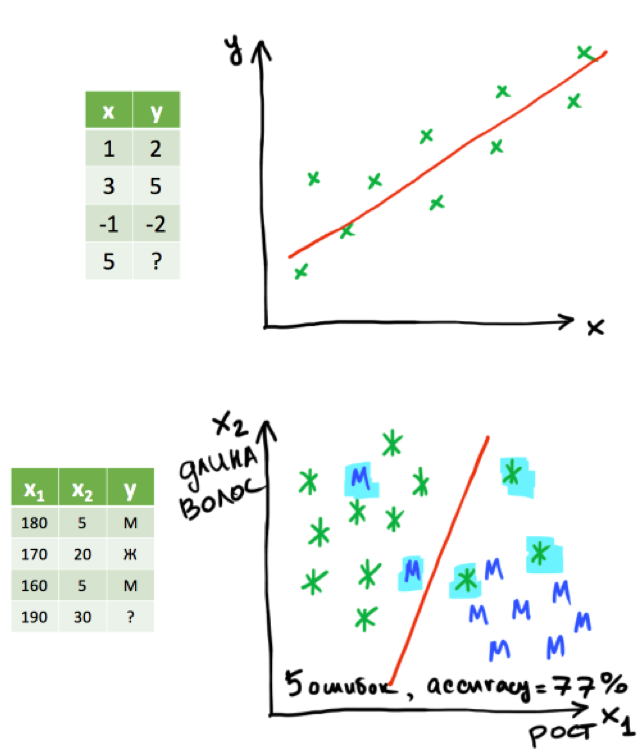 y
x y
1 2
3 5
-1 -2
5 ?
x
x₂
длина
волос
x₁ x₂ y
180 5 М
170 20 Ж
160 5 М
190 30 ?
Ж
Ж М Ж Ж
Ж Ж
Ж
Ж Ж М Ж М Ж
М М М М
Ж
М М
5 ошибок, accuracy = 77%
рост x₁